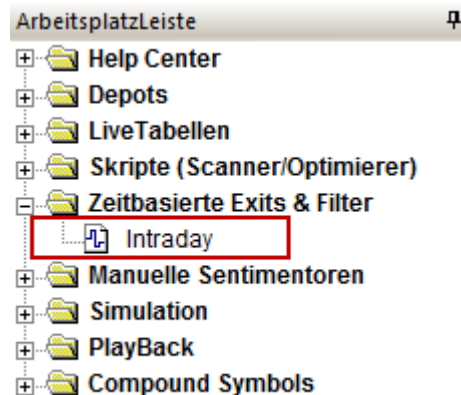 ArbeitsplatzLeiste
Help Center
Depots
LiveTabellen
Skripte (Scanner/Optimierer)
Zeitbasierte Exits & Filter
Intraday
Manuelle Sentimentoren
Simulation
PlayBack
Compound Symbols